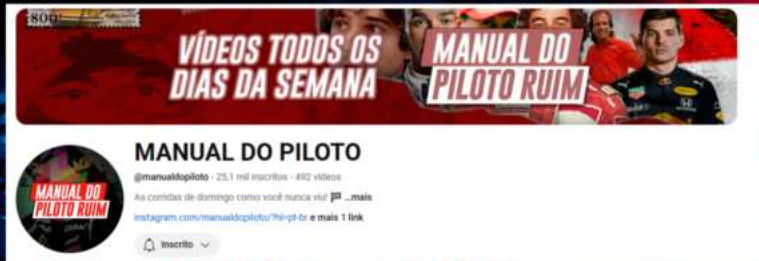 :800:
VÍDEOS TODOS OS
DIAS DA SEMANA
MANUAL DO
PILOTO RUIM
MANUAL DO PILOTO
@manualdopiloto · 25,1 mil inscritos · 492 vídeos
As corridas de domingo como você nunca viu! ...mais
instagram.com/manualdopiloto/?hl=pt-br e mais 1 link
Inscrito
MANUAL DO
PILOTO RUIM
HONDA